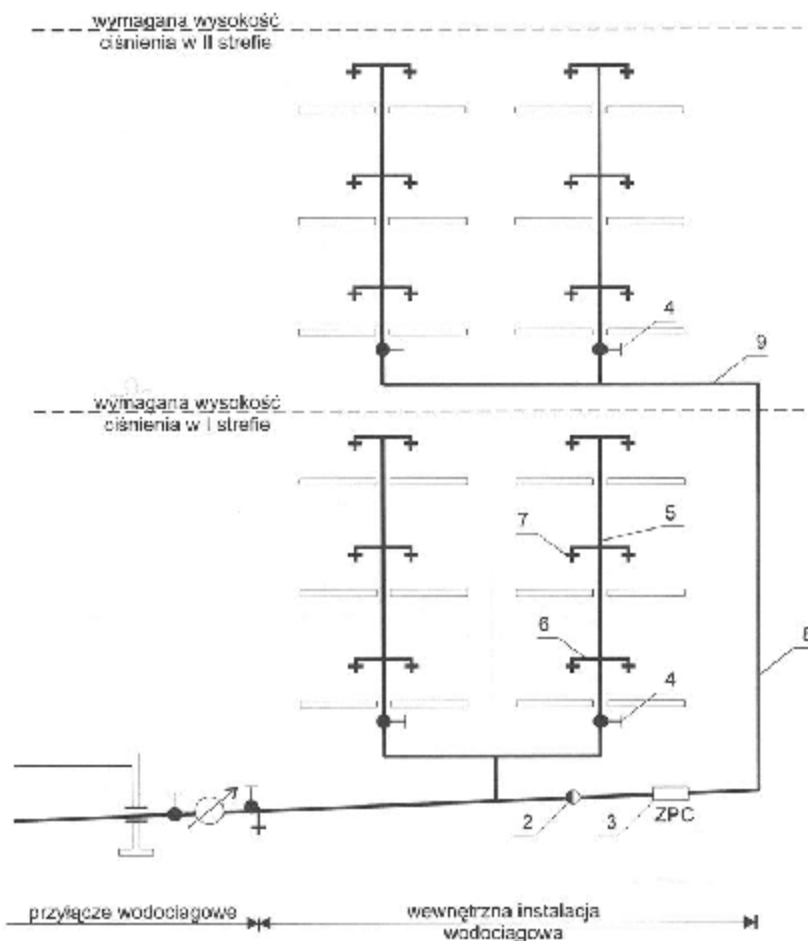 wymagana wysokość
ciśnienia w II strefie
4
9
wymagana wysokość
ciśnienia w I strefie
7
5
6
8
4
2
3
ZPC
przyłącze wodociągowe
wewnętrzna instalacja
wodociągowa